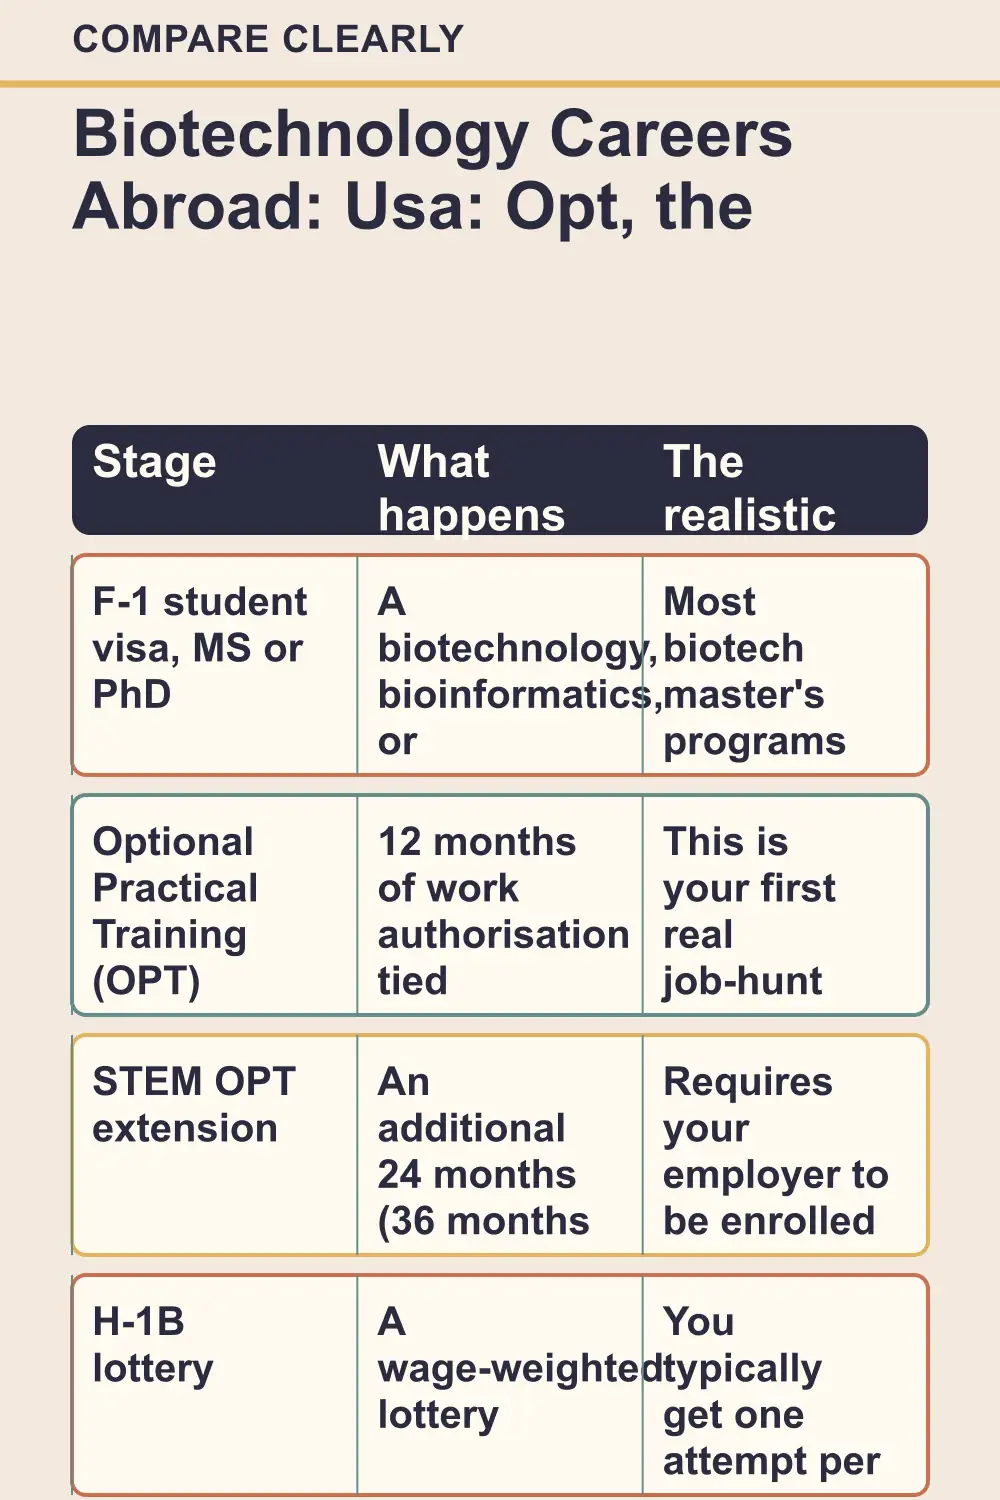 COMPARE CLEARLY
Biotechnology Careers
Abroad: Usa: Opt, the
Stage
What
happens
The
realistic
F-1 student
visa, MS or
PhD
A
biotechnology,
bioinformatics,
or
Most
biotech
master's
programs
Optional
Practical
Training
(OPT)
12 months
of work
authorisation
tied
This is
your first
real
job-hunt
STEM OPT
extension
An
additional
24 months
(36 months
Requires
your
employer to
be enrolled
H-1B
lottery
A
wage-weighted
lottery
You
typically
get one
attempt per